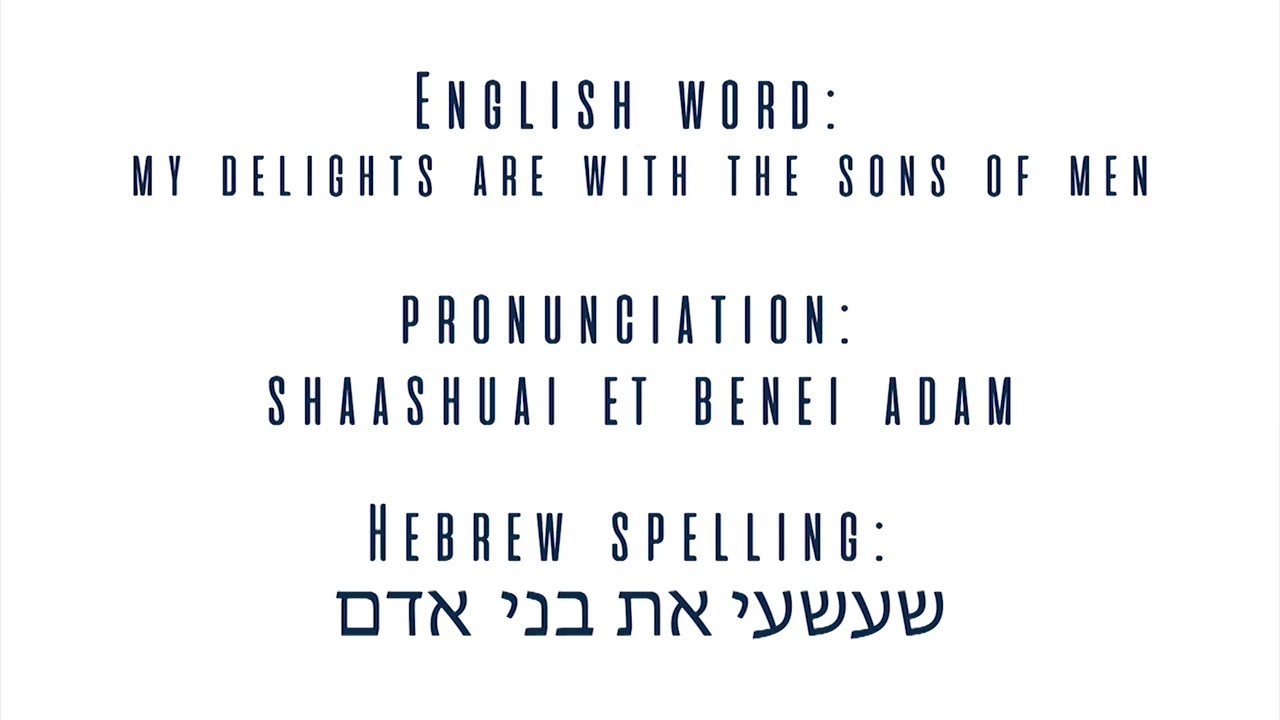 English word:
my delights are with the sons of men
pronunciation:
shaashuai et benei adam
Hebrew spelling:
שעשעי את בני אדם